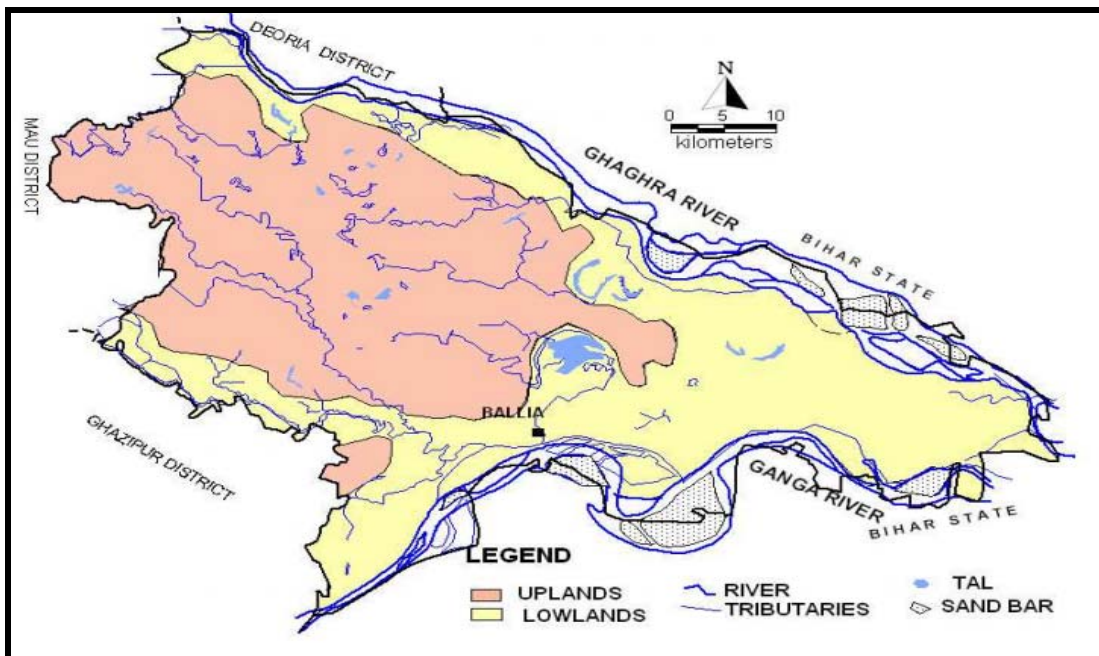 DEORIA DISTRICT
N
0 5 10
kilometers
MAU DISTRICT
GHAGHRA RIVER
BIHAR STATE
BALLIA
GHAZIPUR DISTRICT
GANGA RIVER
BIHAR STATE
LEGEND
UPLANDS
LOWLANDS
RIVER
TRIBUTARIES
TAL
SAND BAR